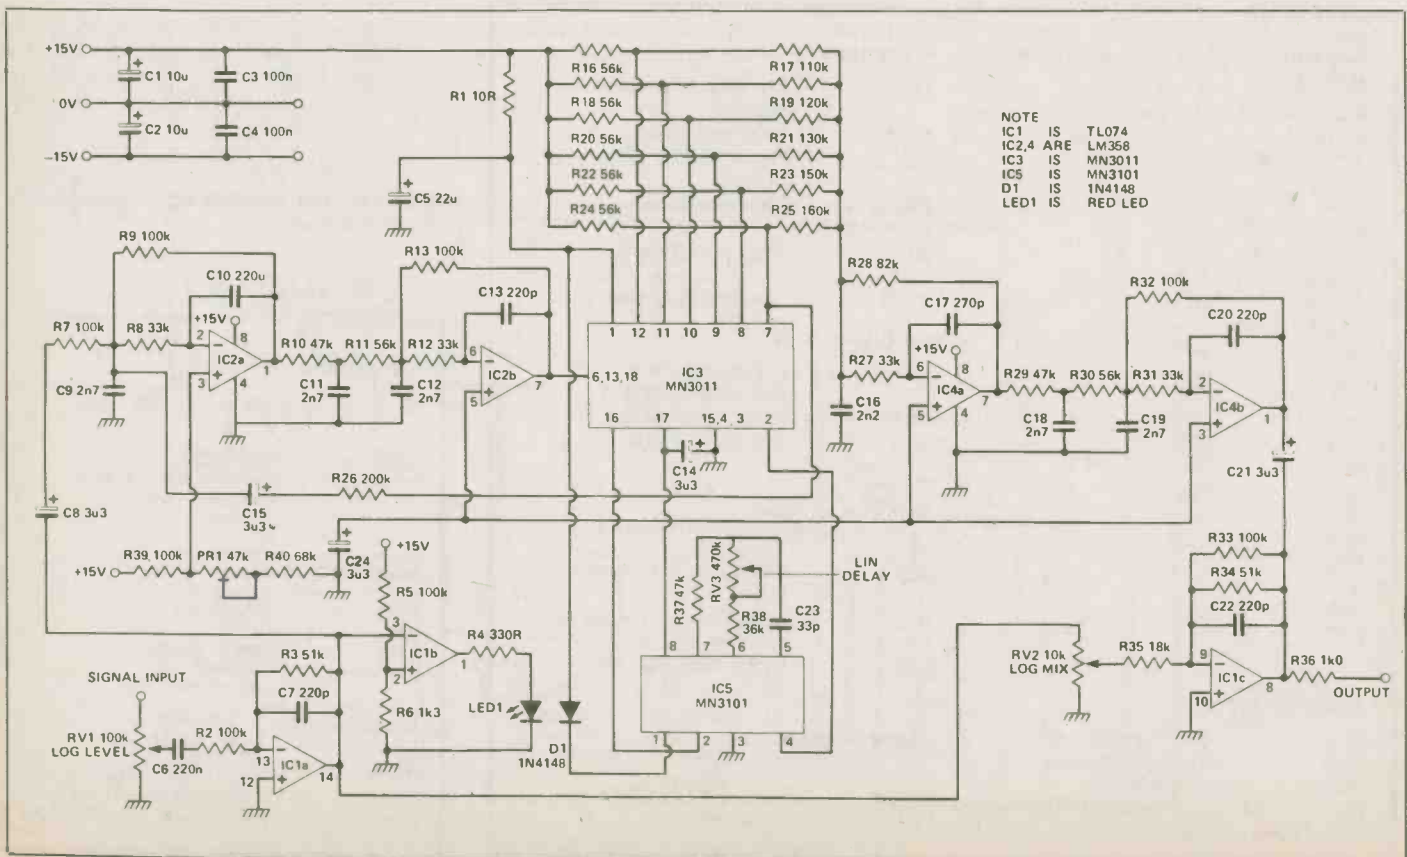 +15V
C1 10u
C3 100n
0V
C2 10u
C4 100n
-15V
R1 10R
C5 22u
R16 56k
R17 110k
R18 56k
R19 120k
R20 56k
R21 130k
R22 56k
R23 150k
R24 56k
R25 160k
NOTE
IC1 IS TL074
IC2,4 ARE LM358
IC3 IS MN3011
IC5 IS MN3101
D1 IS 1N4148
LED1 IS RED LED
R9 100k
C10 220u
+15V
R7 100k
R8 33k
2
8
IC2a
3
4
1
C9 2n7
R10 47k
R11 56k
C11
2n7
R13 100k
C13 220p
R12 33k
C12
2n7
6
IC2b
5
7
1 12 11 10 9 8 7
6,13,18
IC3
MN3011
16 17 15,4, 3 2
C14
3u3
R28 82k
C17 270p
+15V
R27 33k
C16
2n2
6
8
IC4a
5
4
7
R29 47k
R30 56k
R31 33k
C18
2n7
C19
2n7
R32 100k
C20 220p
2
IC4b
3
1
C21 3u3
C8 3u3
C15
3u3
R26 200k
+15V
R39 100k
PR1 47k
R40 68k
C24
3u3
+15V
R5 100k
3
IC1b
2
1
R4 330R
R6 1k3
LED1
D1
1N4148
R37 47k
RV3 470k
LIN
DELAY
R38
36k
C23
33p
8 7 6 5
IC5
MN3101
1 2 3 4
SIGNAL INPUT
RV1 100k
LOG LEVEL
C6 220n
R2 100k
R3 51k
C7 220p
13
IC1a
12
14
RV2 10k
LOG MIX
R35 18k
R33 100k
R34 51k
C22 220p
9
IC1c
10
8
R36 1k0
OUTPUT